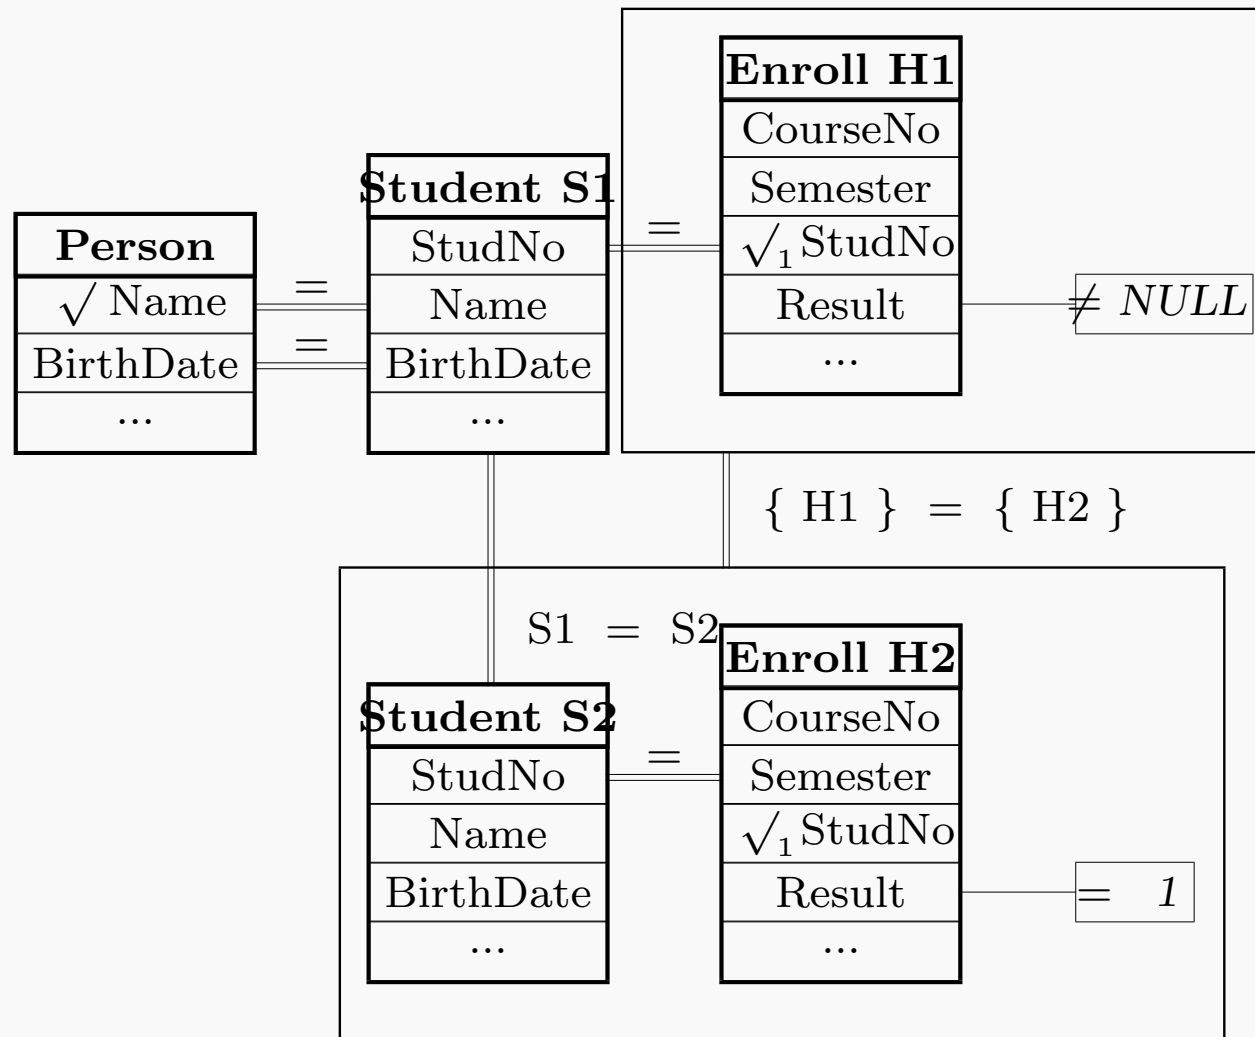 Person
√ Name
BirthDate
...
=
=
Student S1
StudNo
Name
BirthDate
...
=
Enroll H1
CourseNo
Semester
√₁ StudNo
Result
...
≠ NULL
{ H1 } = { H2 }
S1 = S2
Student S2
StudNo
Name
BirthDate
...
=
Enroll H2
CourseNo
Semester
√₁ StudNo
Result
...
= 1